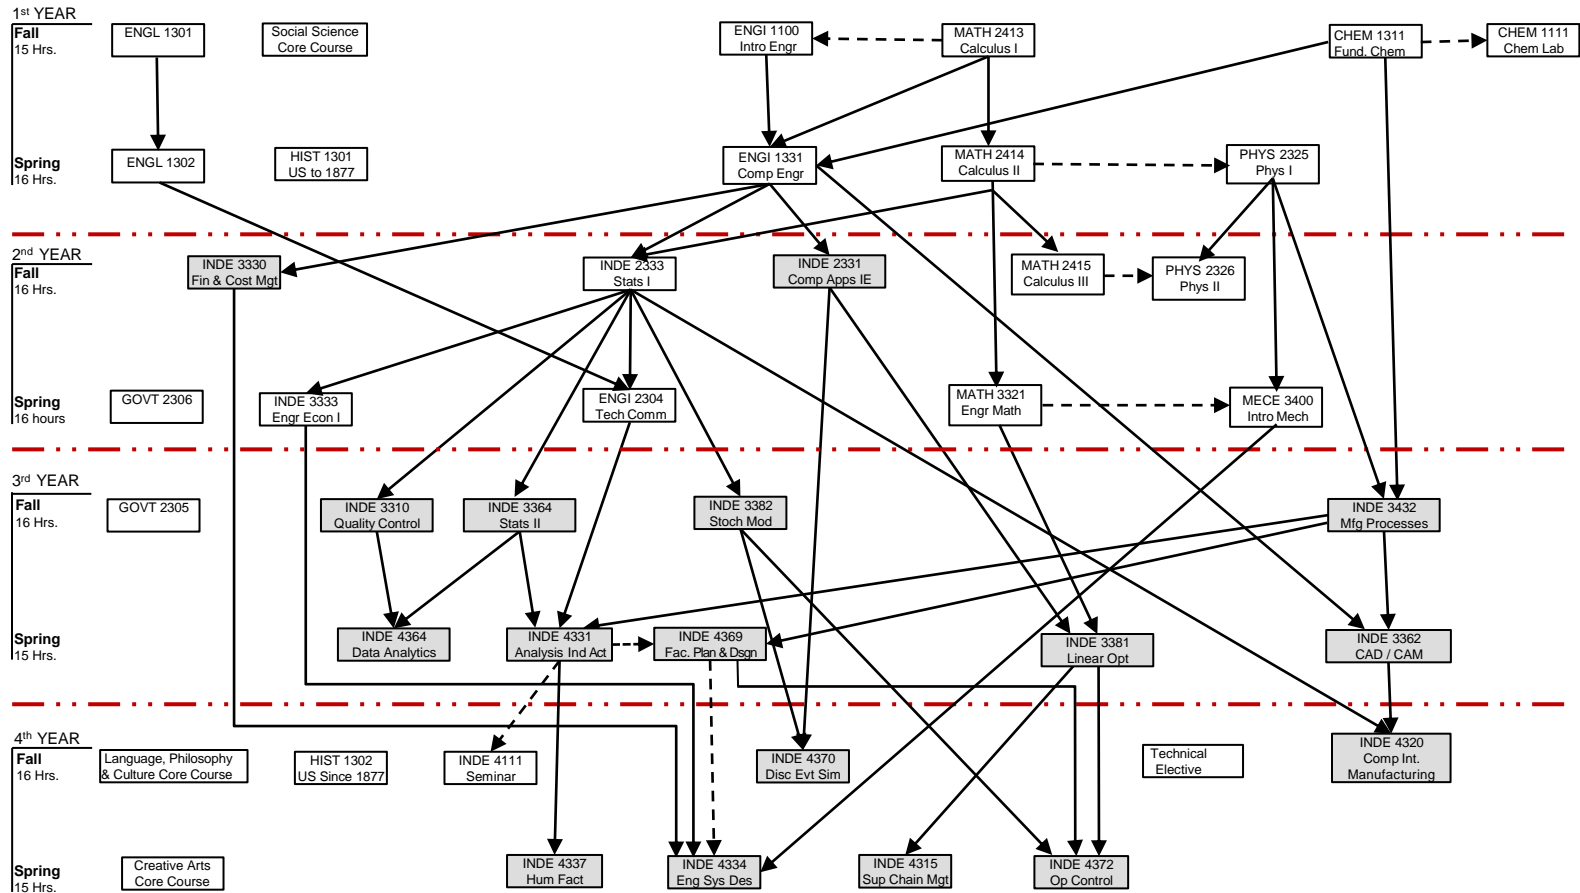 1st YEAR
Fall
15 Hrs.
ENGL 1301
Social Science
Core Course
ENGI 1100
Intro Engr
MATH 2413
Calculus I
CHEM 1311
Fund. Chem
CHEM 1111
Chem Lab
Spring
16 Hrs.
ENGL 1302
HIST 1301
US to 1877
ENGI 1331
Comp Engr
MATH 2414
Calculus II
PHYS 2325
Phys I
2nd YEAR
Fall
16 Hrs.
INDE 3330
Fin & Cost Mgt
INDE 2333
Stats I
INDE 2331
Comp Apps IE
MATH 2415
Calculus III
PHYS 2326
Phys II
Spring
16 hours
GOVT 2306
INDE 3333
Engr Econ I
ENGI 2304
Tech Comm
MATH 3321
Engr Math
MECE 3400
Intro Mech
3rd YEAR
Fall
16 Hrs.
GOVT 2305
INDE 3310
Quality Control
INDE 3364
Stats II
INDE 3382
Stoch Mod
INDE 3432
Mfg Processes
Spring
15 Hrs.
INDE 4364
Data Analytics
INDE 4331
Analysis Ind Act
INDE 4369
Fac. Plan & Dsgn
INDE 3381
Linear Opt
INDE 3362
CAD / CAM
4th YEAR
Fall
16 Hrs.
Language, Philosophy
& Culture Core Course
HIST 1302
US Since 1877
INDE 4111
Seminar
INDE 4370
Disc Evt Sim
Technical
Elective
INDE 4320
Comp Int.
Manufacturing
Spring
15 Hrs.
Creative Arts
Core Course
INDE 4337
Hum Fact
INDE 4334
Eng Sys Des
INDE 4315
Sup Chain Mgt
INDE 4372
Op Control